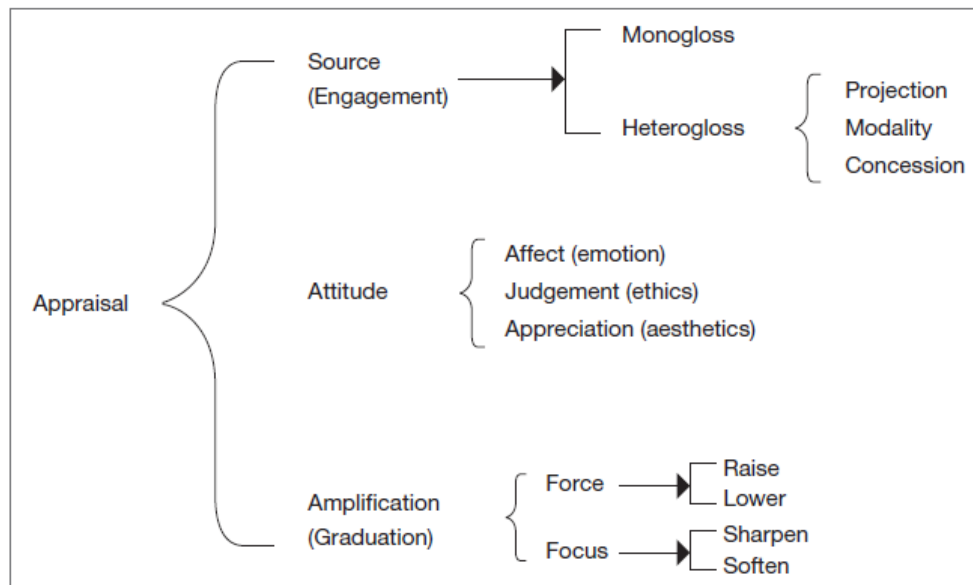 Appraisal
Source
(Engagement)
Monogloss
Heterogloss
Projection
Modality
Concession
Attitude
Affect (emotion)
Judgement (ethics)
Appreciation (aesthetics)
Amplification
(Graduation)
Force
Raise
Lower
Focus
Sharpen
Soften